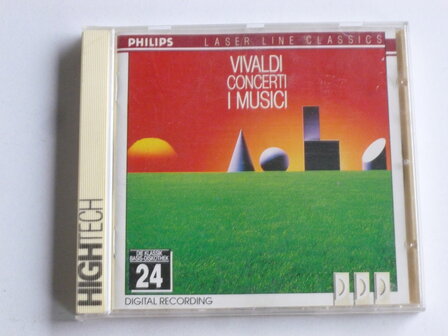 PHILIPS
LASER LINE CLASSICS
VIVALDI
CONCERTI
I MUSICI
HIGHTECH
DIE KLASSIK
BASIS-DISKOTHEK
24
DIGITAL RECORDING